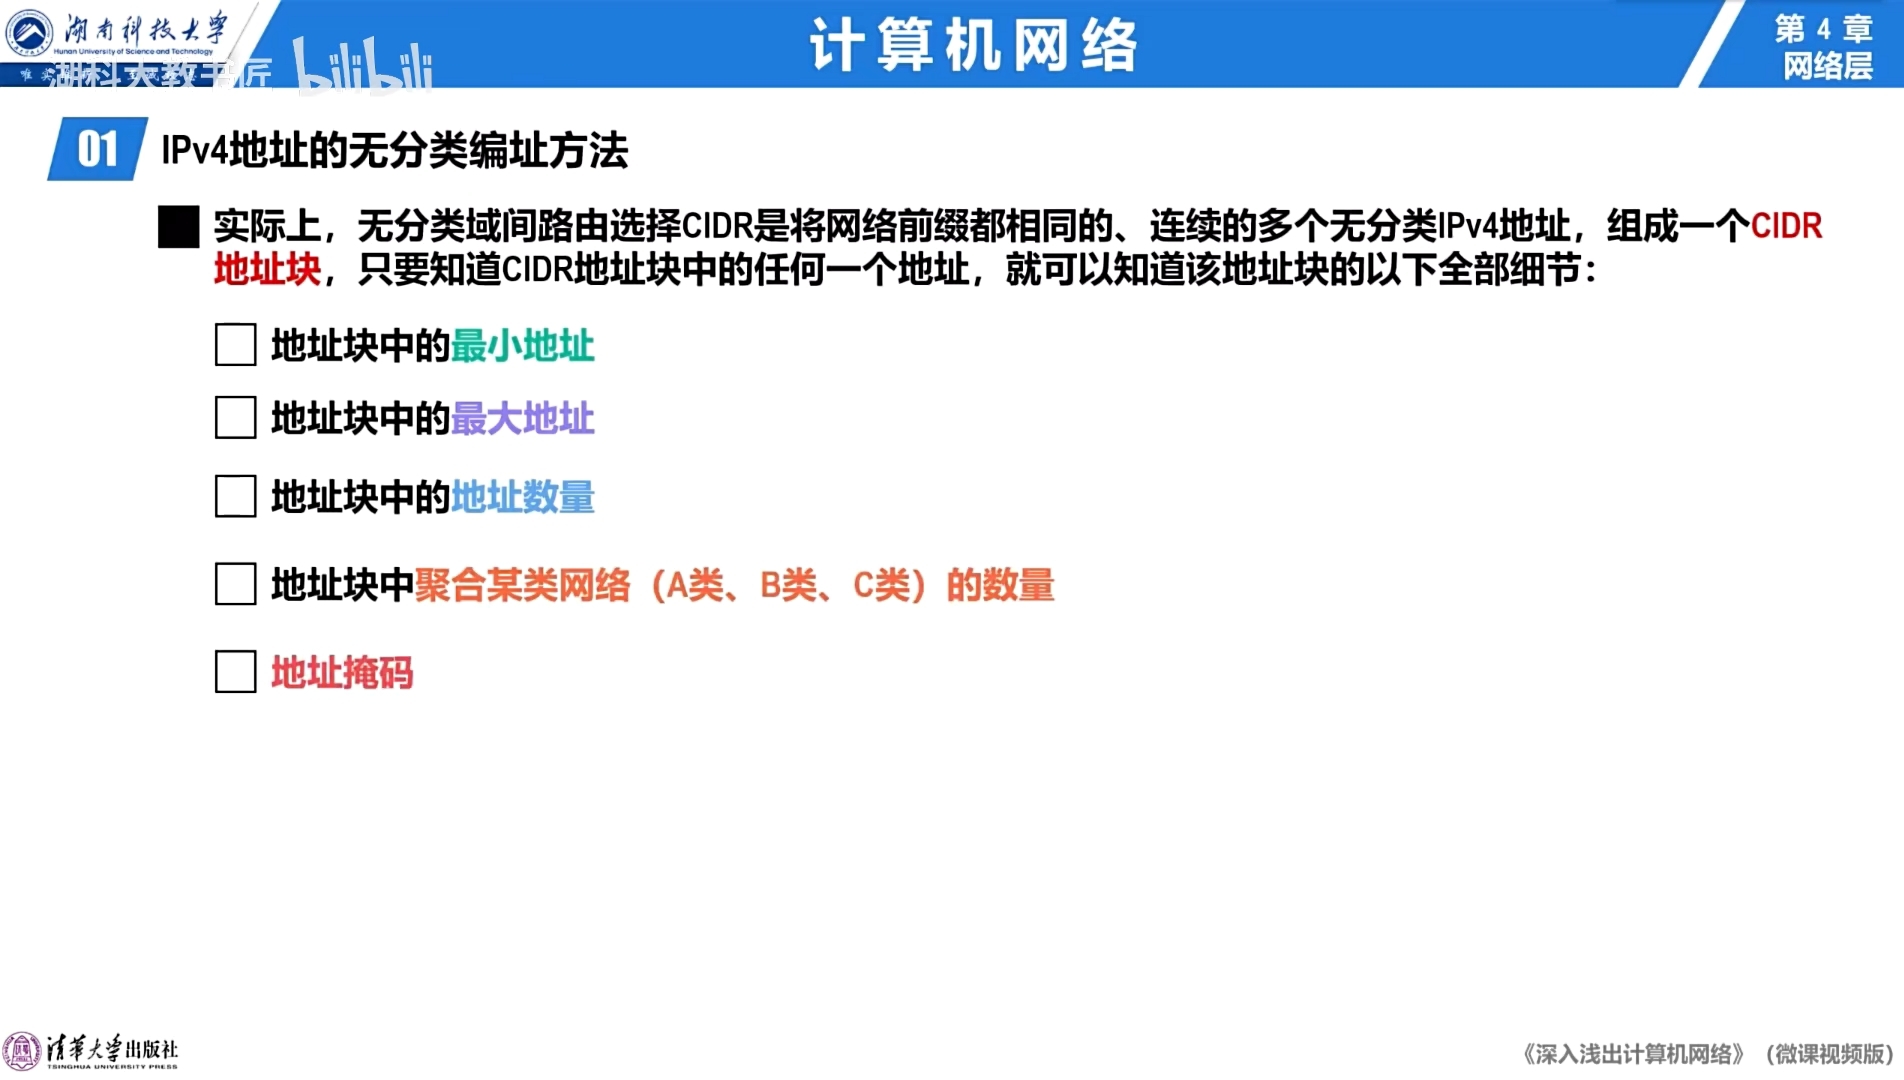 湖南科技大学
Hunan University of Science and Technology
湖科大教书匠 bilibili
计算机网络
第 4 章
网络层
01 IPv4地址的无分类编址方法
实际上，无分类域间路由选择CIDR是将网络前缀都相同的、连续的多个无分类IPv4地址，组成一个CIDR
地址块，只要知道CIDR地址块中的任何一个地址，就可以知道该地址块的以下全部细节：
地址块中的最小地址
地址块中的最大地址
地址块中的地址数量
地址块中聚合某类网络（A类、B类、C类）的数量
地址掩码
清华大学出版社
TSINGHUA UNIVERSITY PRESS
《深入浅出计算机网络》（微课视频版）